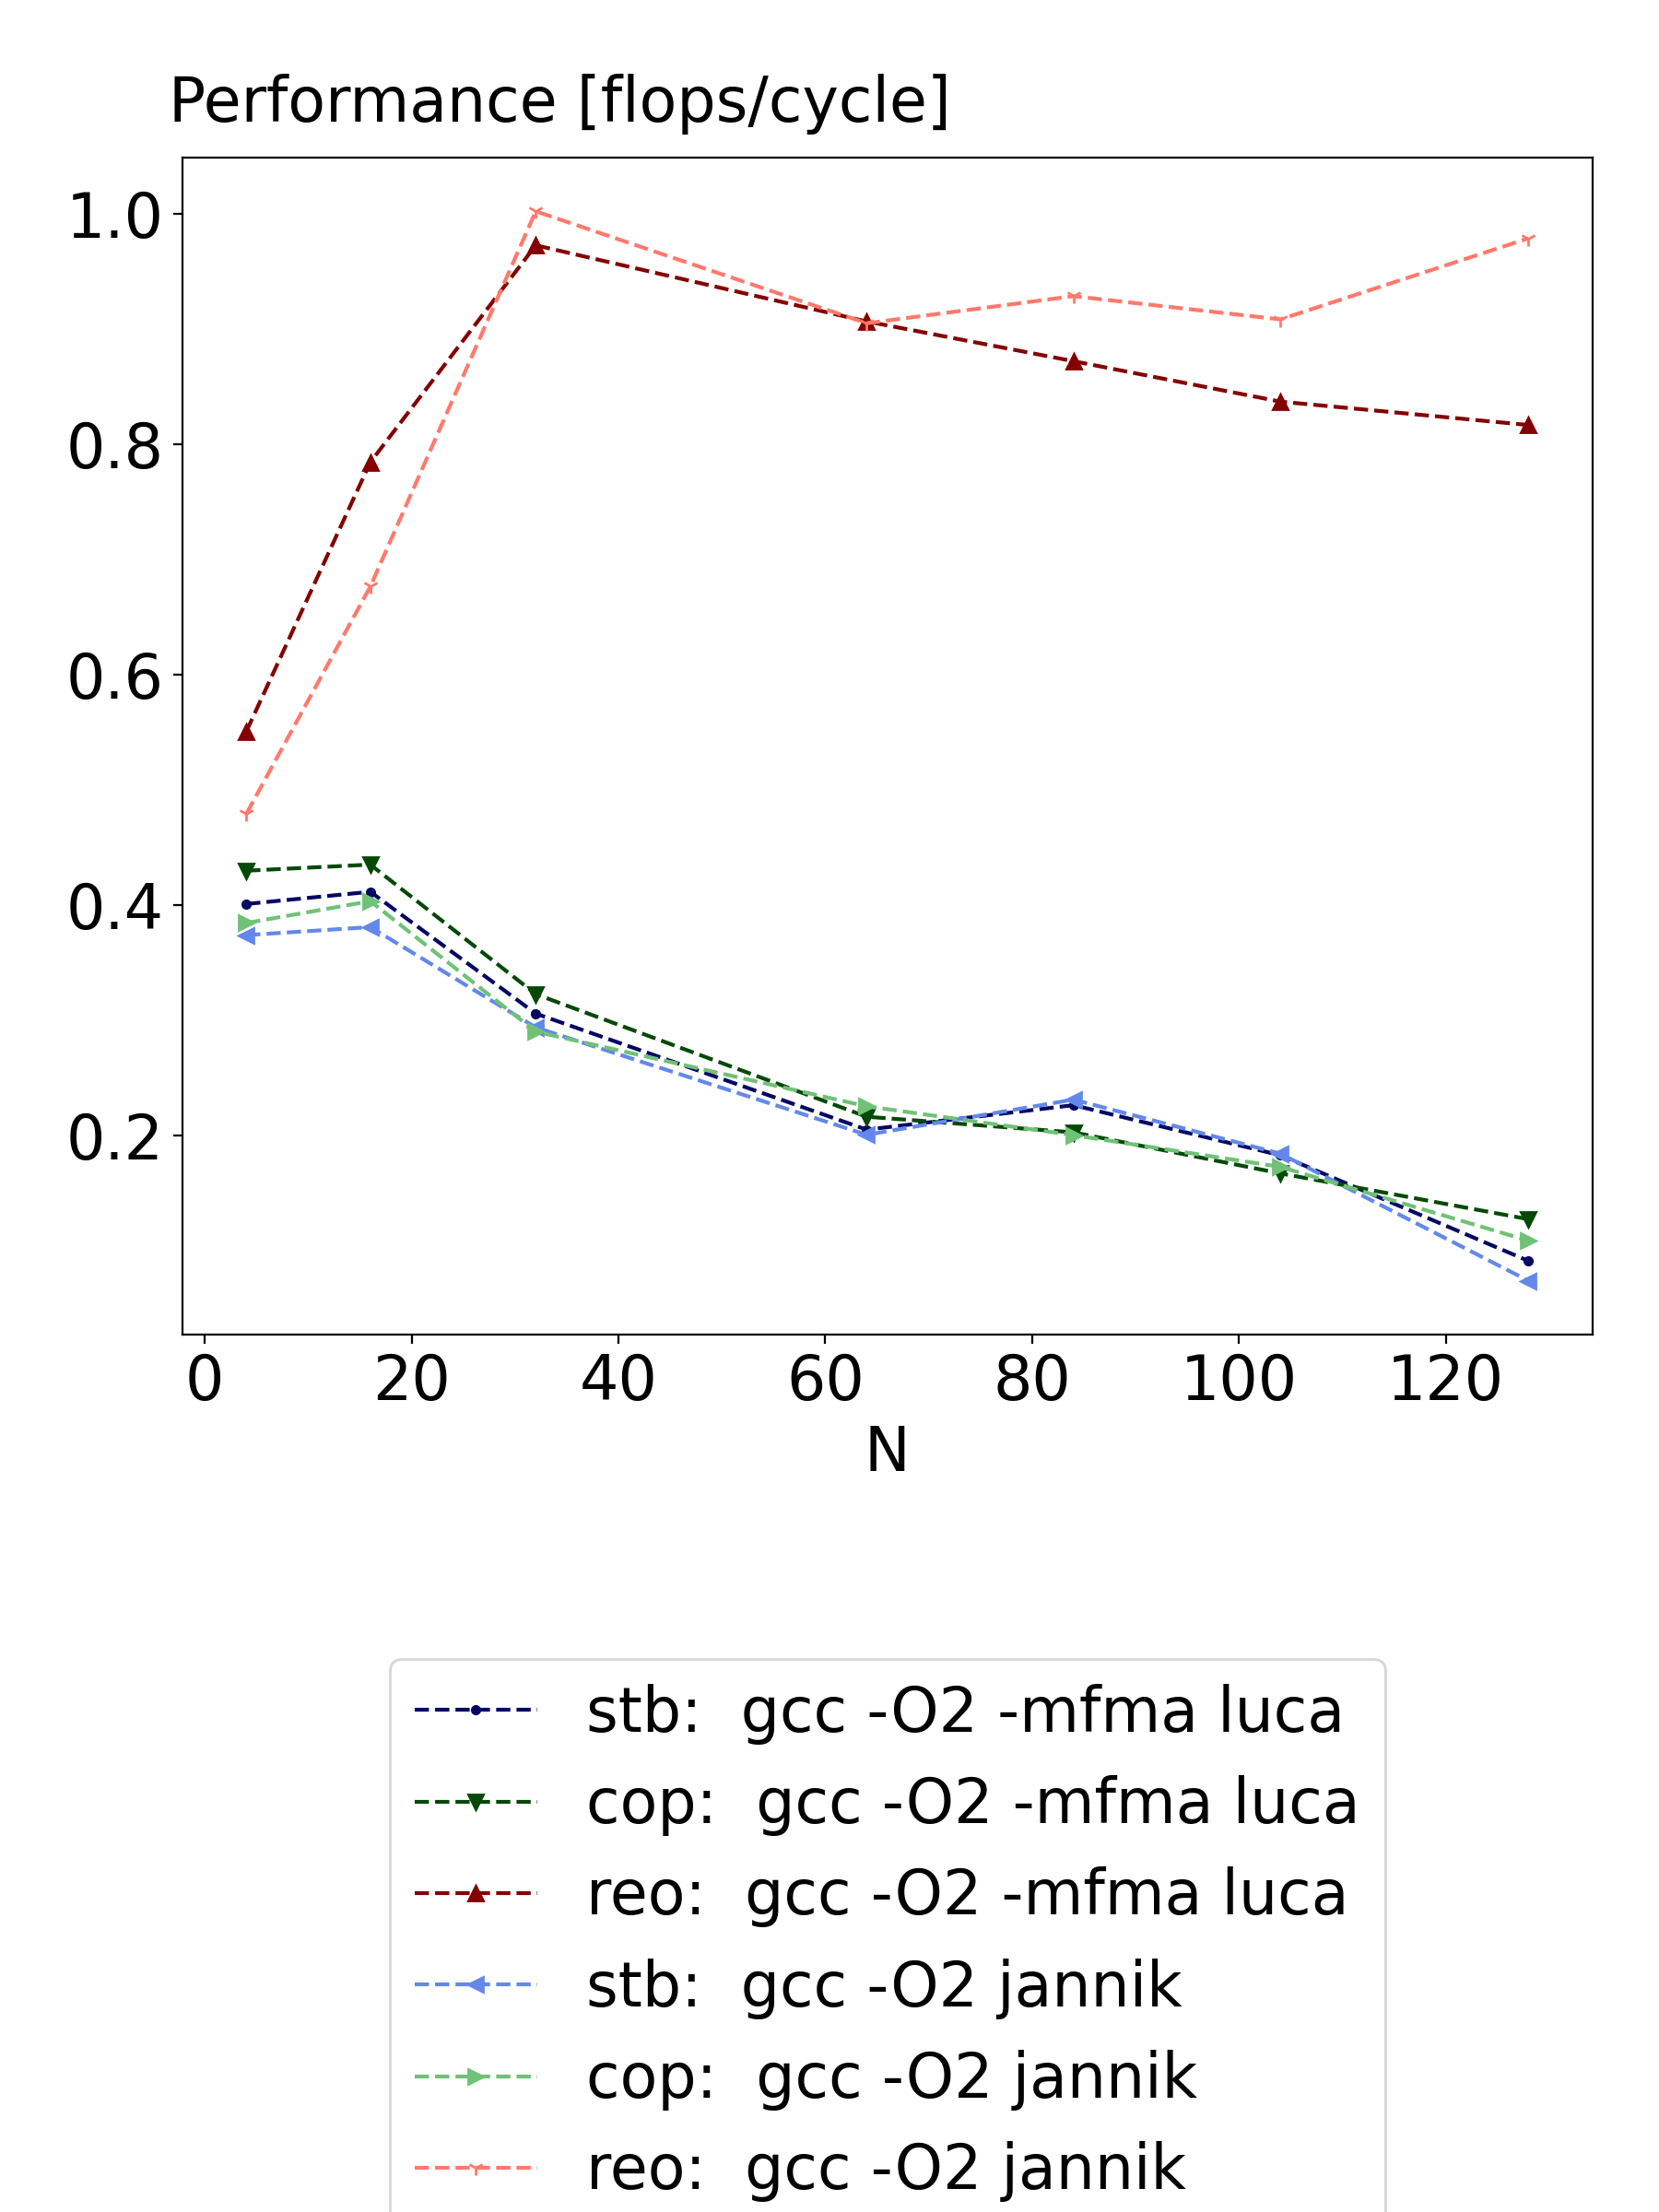 Performance [flops/cycle]
1.0
0.8
0.6
0.4
0.2
0 20 40 60 80 100 120
N
stb:  gcc -O2 -mfma luca
cop:  gcc -O2 -mfma luca
reo:  gcc -O2 -mfma luca
stb:  gcc -O2 jannik
cop:  gcc -O2 jannik
reo:  gcc -O2 jannik